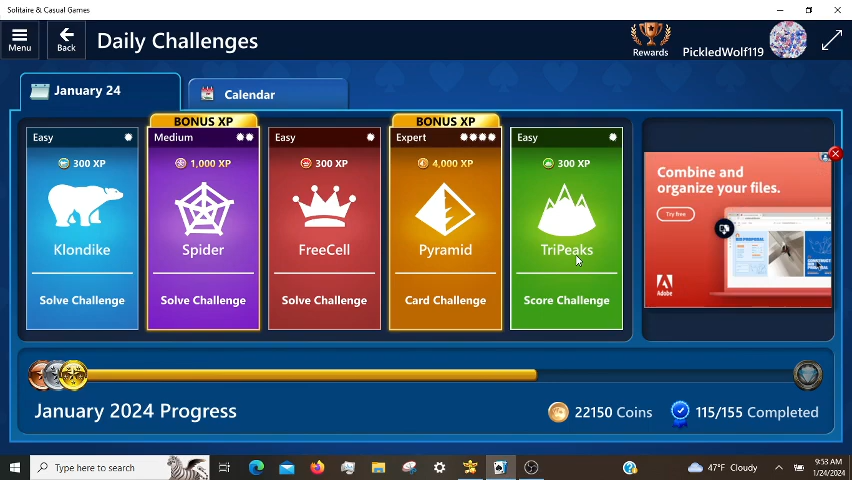 Solitaire & Casual Games
Menu
Back
Daily Challenges
Rewards
PickledWolf119
January 24
Calendar
BONUS XP
BONUS XP
Easy
Medium
Easy
Expert
Easy
300 XP
1,000 XP
300 XP
4,000 XP
300 XP
Klondike
Spider
FreeCell
Pyramid
TriPeaks
Solve Challenge
Solve Challenge
Solve Challenge
Card Challenge
Score Challenge
Combine and
organize your files.
Try free
Adobe
January 2024 Progress
22150 Coins
115/155 Completed
Type here to search
47°F Cloudy
9:53 AM
1/24/2024